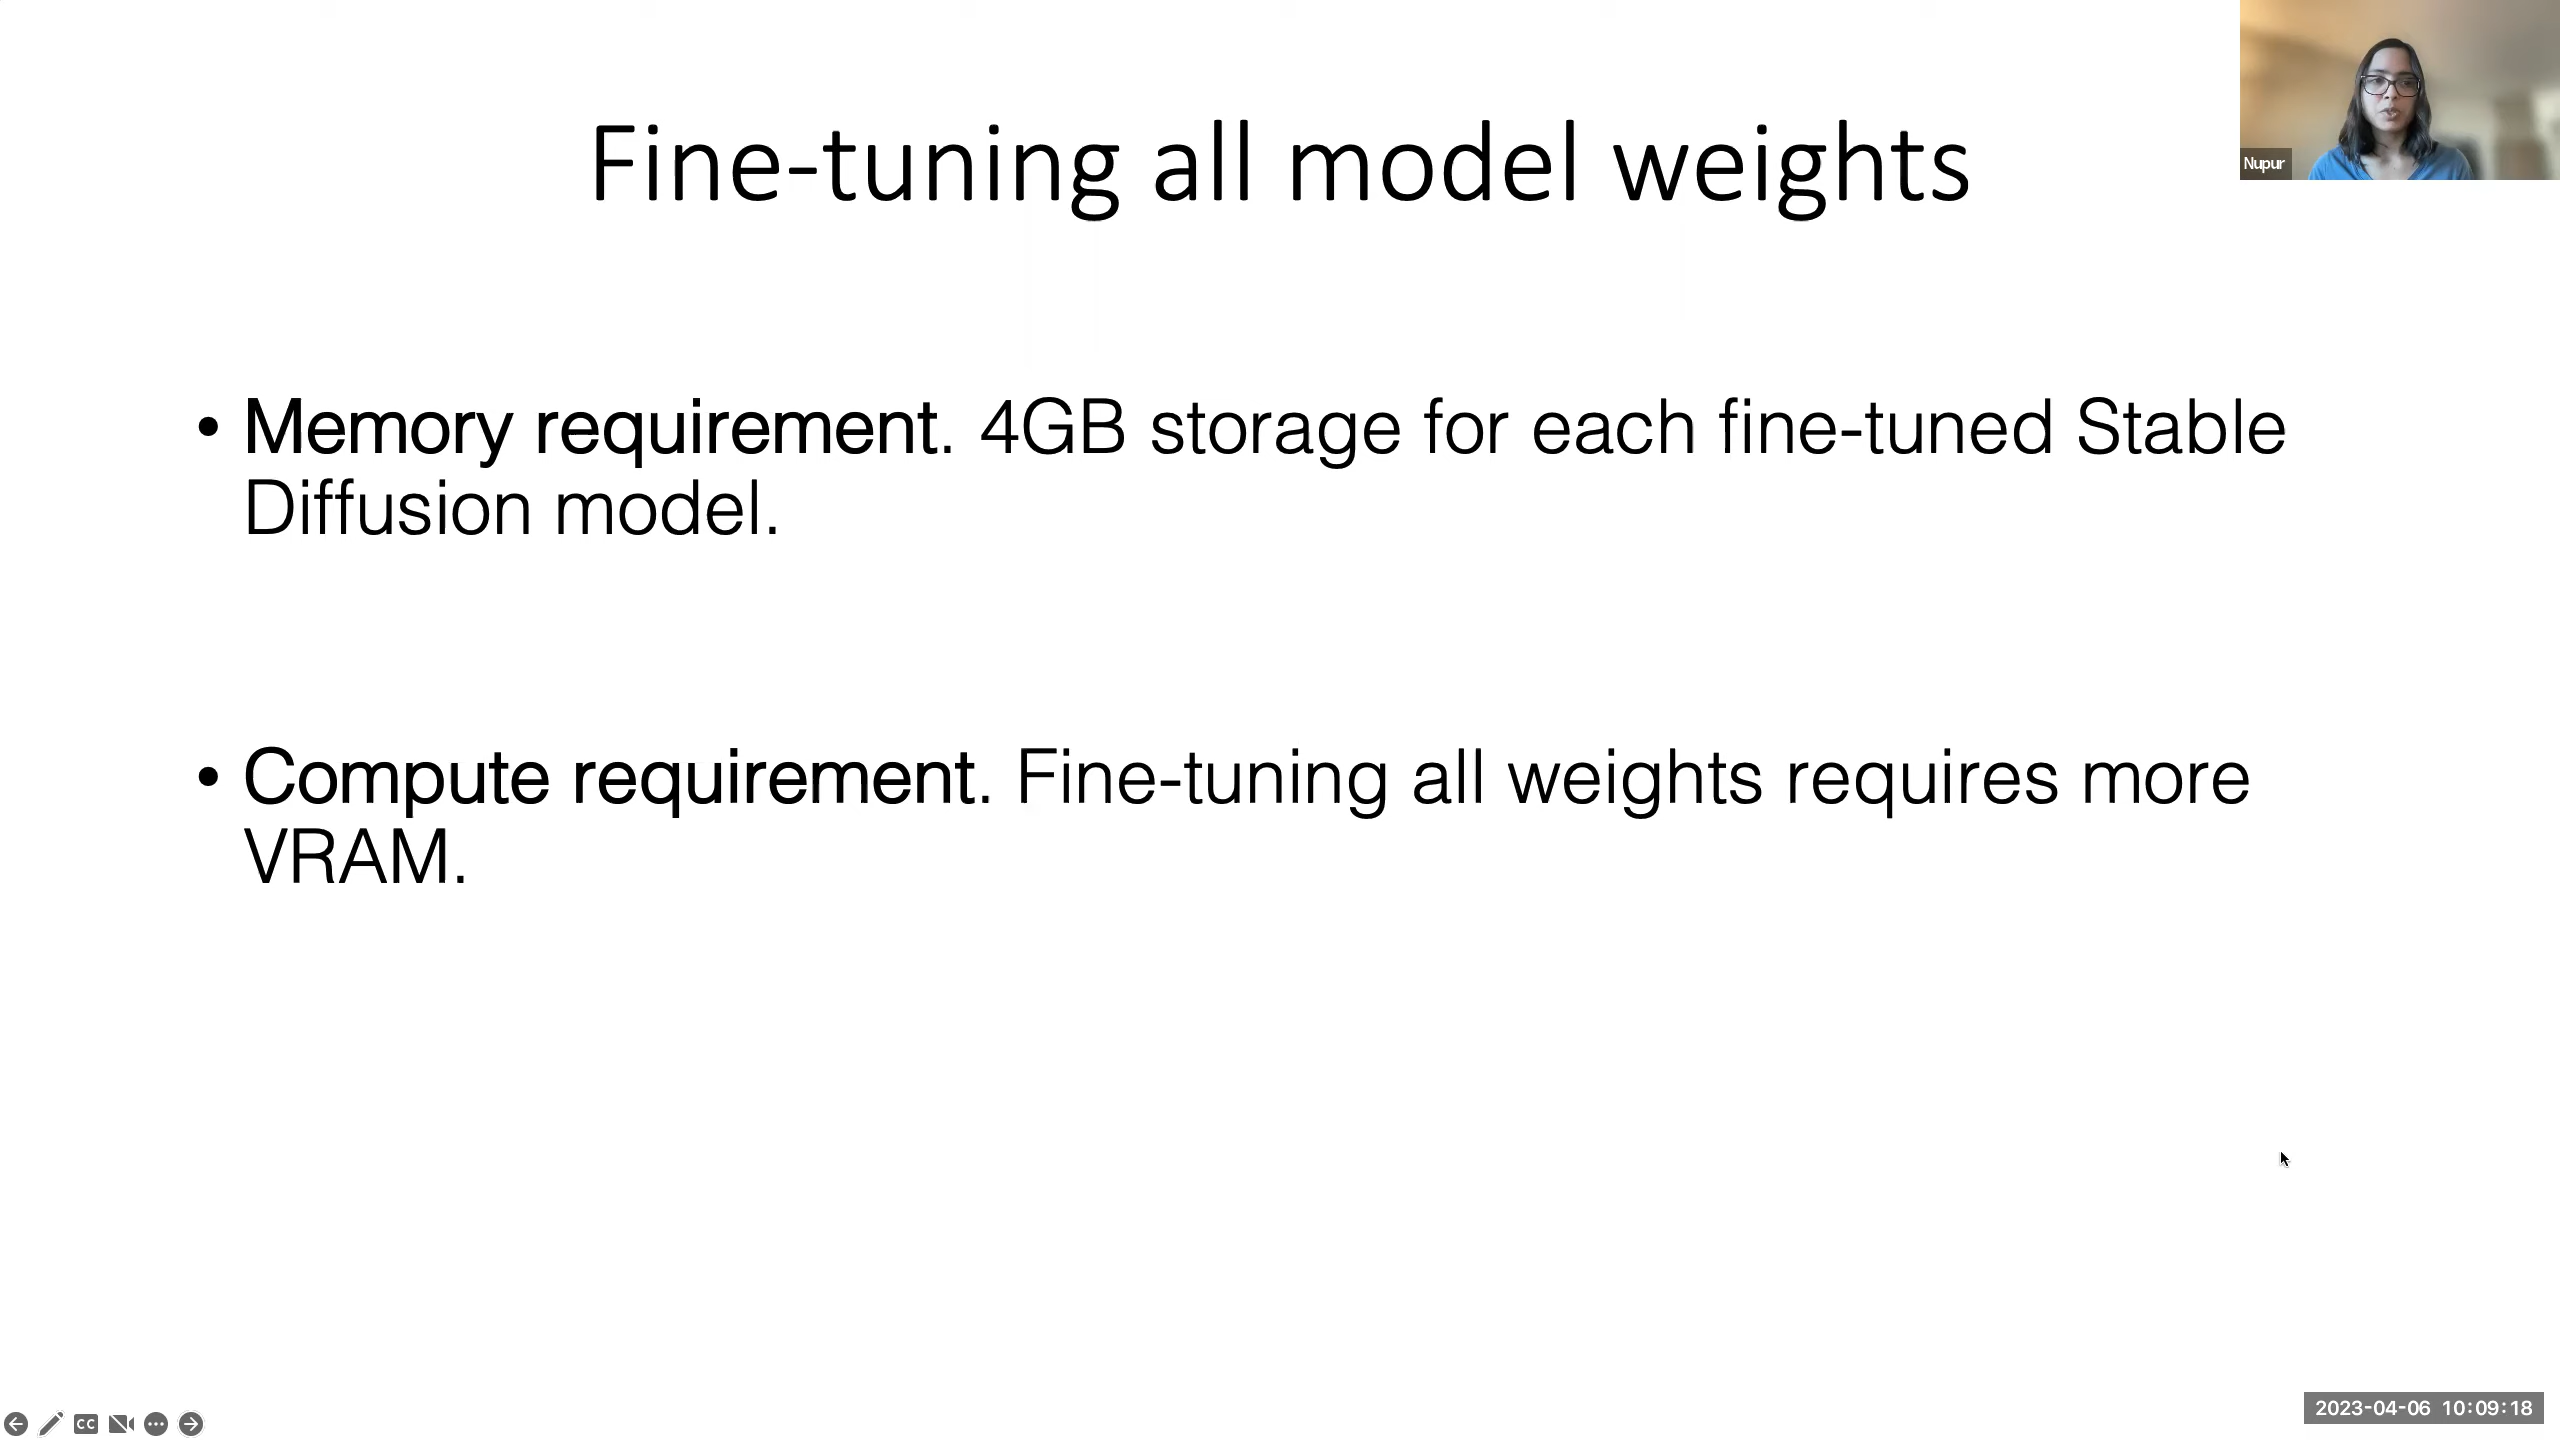 Fine-tuning all model weights
Nupur
• Memory requirement. 4GB storage for each fine-tuned Stable
Diffusion model.
• Compute requirement. Fine-tuning all weights requires more
VRAM.
CC
2023-04-06 10:09:18